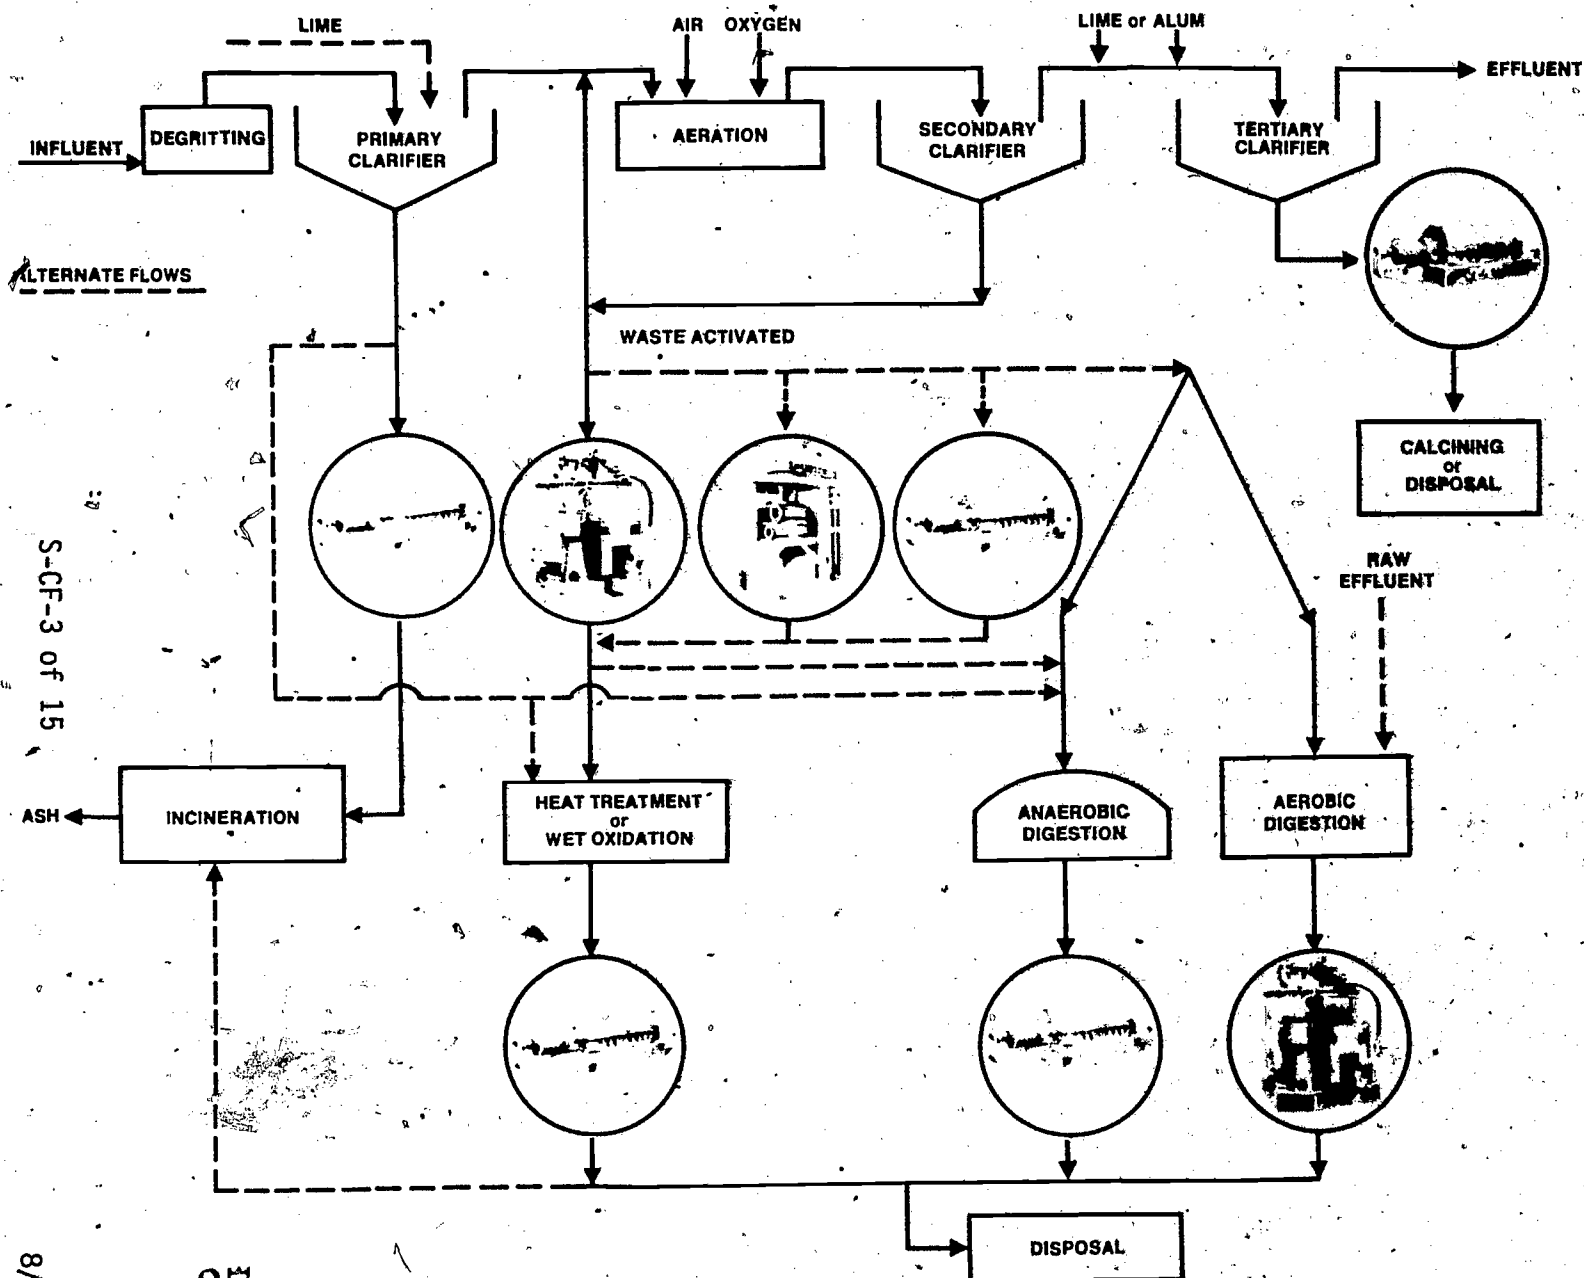 LIME
AIR OXYGEN
LIME or ALUM
EFFLUENT
INFLUENT
DEGRITTING
PRIMARY
CLARIFIER
AERATION
SECONDARY
CLARIFIER
TERTIARY
CLARIFIER
ALTERNATE FLOWS
WASTE ACTIVATED
CALCINING
or
DISPOSAL
RAW
EFFLUENT
S-CF-3 of 15
ASH
INCINERATION
HEAT TREATMENT
or
WET OXIDATION
ANAEROBIC
DIGESTION
AEROBIC
DIGESTION
DISPOSAL
8/